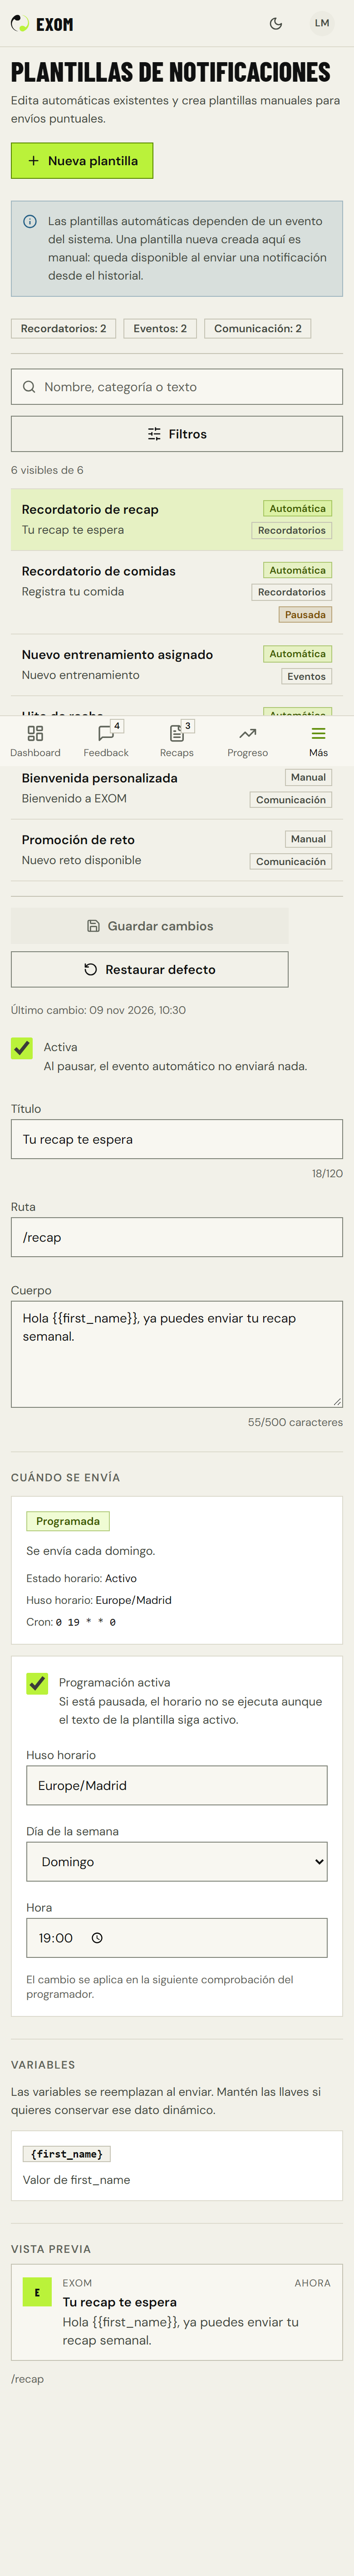 EXOM
LM
PLANTILLAS DE NOTIFICACIONES
Edita automáticas existentes y crea plantillas manuales para
envíos puntuales.
Nueva plantilla
Las plantillas automáticas dependen de un evento
del sistema. Una plantilla nueva creada aquí es
manual: queda disponible al enviar una notificación
desde el historial.
Recordatorios: 2
Eventos: 2
Comunicación: 2
Nombre, categoría o texto
Filtros
6 visibles de 6
Recordatorio de recap
Automática
Tu recap te espera
Recordatorios
Recordatorio de comidas
Automática
Registra tu comida
Recordatorios
Pausada
Nuevo entrenamiento asignado
Automática
Nuevo entrenamiento
Eventos
4
3
Dashboard
Feedback
Recaps
Progreso
Más
Bienvenida personalizada
Manual
Bienvenido a EXOM
Comunicación
Promoción de reto
Manual
Nuevo reto disponible
Comunicación
Guardar cambios
Restaurar defecto
Último cambio: 09 nov 2026, 10:30
Activa
Al pausar, el evento automático no enviará nada.
Título
Tu recap te espera
18/120
Ruta
/recap
Cuerpo
Hola {{first_name}}, ya puedes enviar tu recap
semanal.
55/500 caracteres
CUÁNDO SE ENVÍA
Programada
Se envía cada domingo.
Estado horario: Activo
Huso horario: Europe/Madrid
Cron: 0 19 * * 0
Programación activa
Si está pausada, el horario no se ejecuta aunque
el texto de la plantilla siga activo.
Huso horario
Europe/Madrid
Día de la semana
Domingo
Hora
19:00
El cambio se aplica en la siguiente comprobación del
programador.
VARIABLES
Las variables se reemplazan al enviar. Mantén las llaves si
quieres conservar ese dato dinámico.
{first_name}
Valor de first_name
VISTA PREVIA
E
EXOM
AHORA
Tu recap te espera
Hola {{first_name}}, ya puedes enviar tu
recap semanal.
/recap